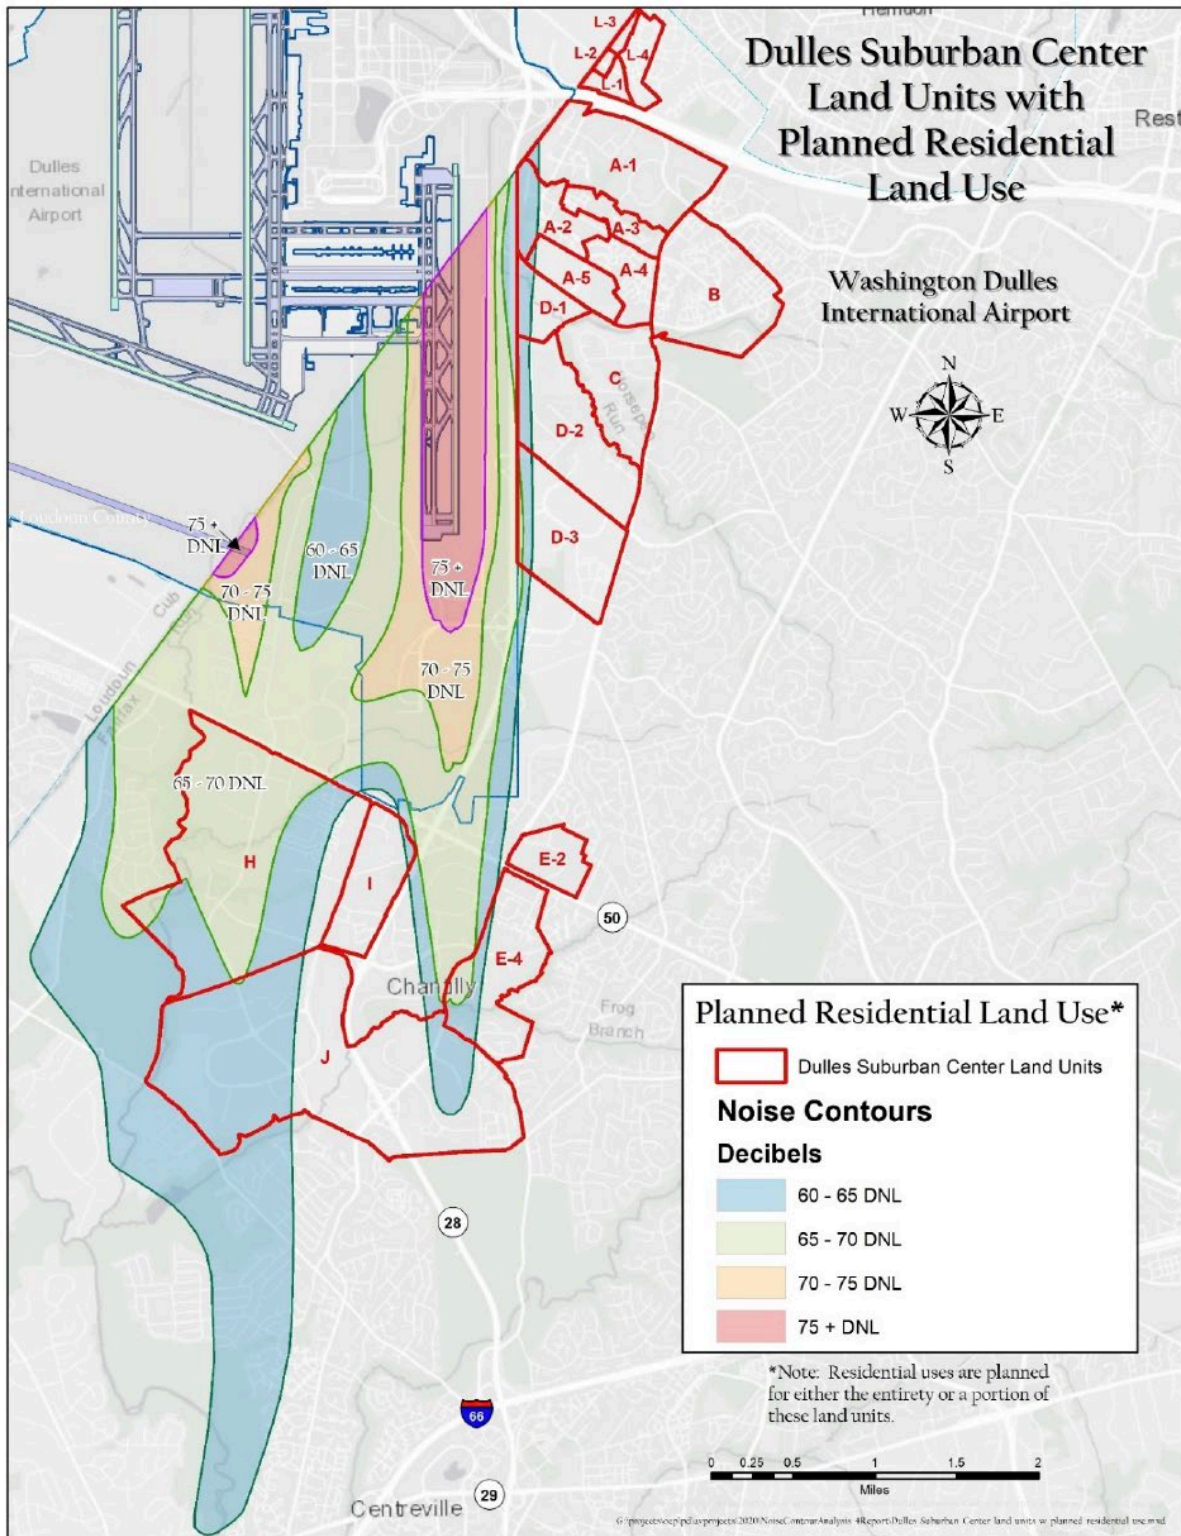 Herndon
L-3
L-2
L-4
L-1
Dulles Suburban Center
Land Units with
Planned Residential
Land Use
Rest
Dulles
International
Airport
A-1
A-2
A-3
A-4
A-5
B
D-1
Washington Dulles
International Airport
N
W
E
S
C
Horsepen
Run
D-2
D-3
Loudoun County
75 +
DNL
60 - 65
DNL
75 +
DNL
70 - 75
DNL
Cub
Run
70 - 75
DNL
Loudoun
Fairfax
65 - 70 DNL
H
I
E-2
50
E-4
Chantilly
Frog
Branch
J
Planned Residential Land Use*
Dulles Suburban Center Land Units
Noise Contours
Decibels
60 - 65 DNL
65 - 70 DNL
70 - 75 DNL
75 + DNL
28
*Note: Residential uses are planned
for either the entirety or a portion of
these land units.
66
0 0.25 0.5 1 1.5 2
Miles
29
Centreville